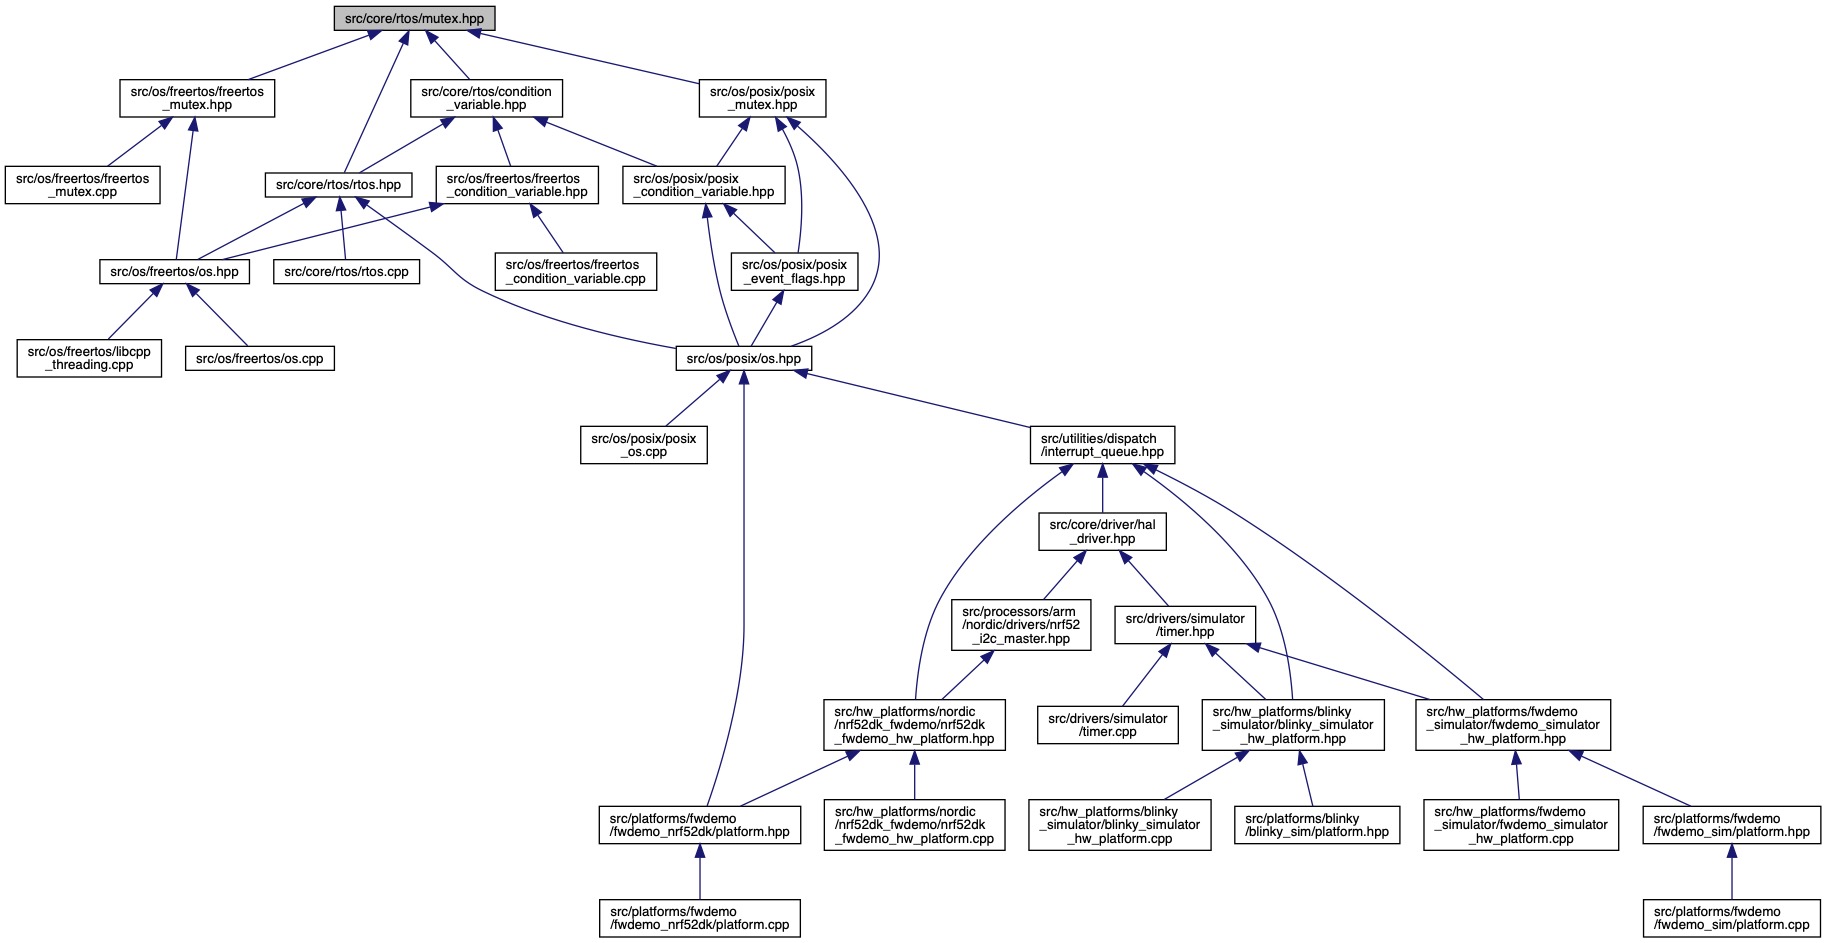 src/core/rtos/mutex.hpp
src/os/freertos/freertos
_mutex.hpp
src/core/rtos/condition
_variable.hpp
src/os/posix/posix
_mutex.hpp
src/os/freertos/freertos
_mutex.cpp
src/core/rtos/rtos.hpp
src/os/freertos/freertos
_condition_variable.hpp
src/os/posix/posix
_condition_variable.hpp
src/os/freertos/os.hpp
src/core/rtos/rtos.cpp
src/os/freertos/freertos
_condition_variable.cpp
src/os/posix/posix
_event_flags.hpp
src/os/freertos/libcpp
_threading.cpp
src/os/freertos/os.cpp
src/os/posix/os.hpp
src/os/posix/posix
_os.cpp
src/utilities/dispatch
/interrupt_queue.hpp
src/core/driver/hal
_driver.hpp
src/processors/arm
/nordic/drivers/nrf52
_i2c_master.hpp
src/drivers/simulator
/timer.hpp
src/hw_platforms/nordic
/nrf52dk_fwdemo/nrf52dk
_fwdemo_hw_platform.hpp
src/drivers/simulator
/timer.cpp
src/hw_platforms/blinky
_simulator/blinky_simulator
_hw_platform.hpp
src/hw_platforms/fwdemo
_simulator/fwdemo_simulator
_hw_platform.hpp
src/platforms/fwdemo
/fwdemo_nrf52dk/platform.hpp
src/hw_platforms/nordic
/nrf52dk_fwdemo/nrf52dk
_fwdemo_hw_platform.cpp
src/hw_platforms/blinky
_simulator/blinky_simulator
_hw_platform.cpp
src/platforms/blinky
/blinky_sim/platform.hpp
src/hw_platforms/fwdemo
_simulator/fwdemo_simulator
_hw_platform.cpp
src/platforms/fwdemo
/fwdemo_sim/platform.hpp
src/platforms/fwdemo
/fwdemo_nrf52dk/platform.cpp
src/platforms/fwdemo
/fwdemo_sim/platform.cpp